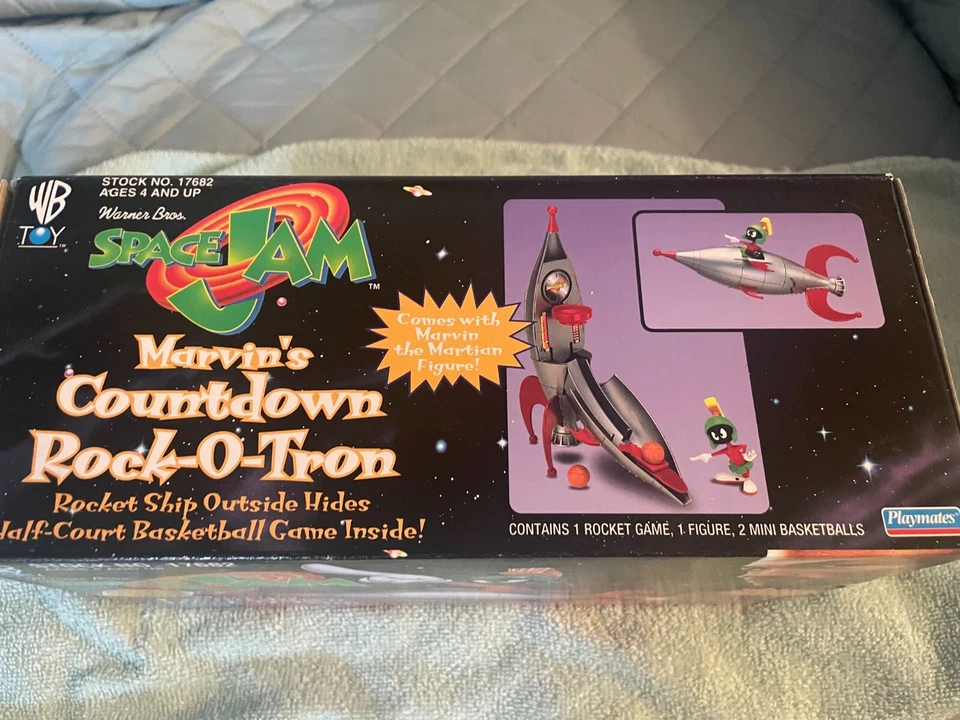 WB
TOY™
STOCK NO. 17682
AGES 4 AND UP
Warner Bros.
SPACE JAM™
Comes with
Marvin
the Martian
Figure!
Marvin's
Countdown
Rock-O-Tron
Rocket Ship Outside Hides
Half-Court Basketball Game Inside!
CONTAINS 1 ROCKET GAME, 1 FIGURE, 2 MINI BASKETBALLS
Playmates